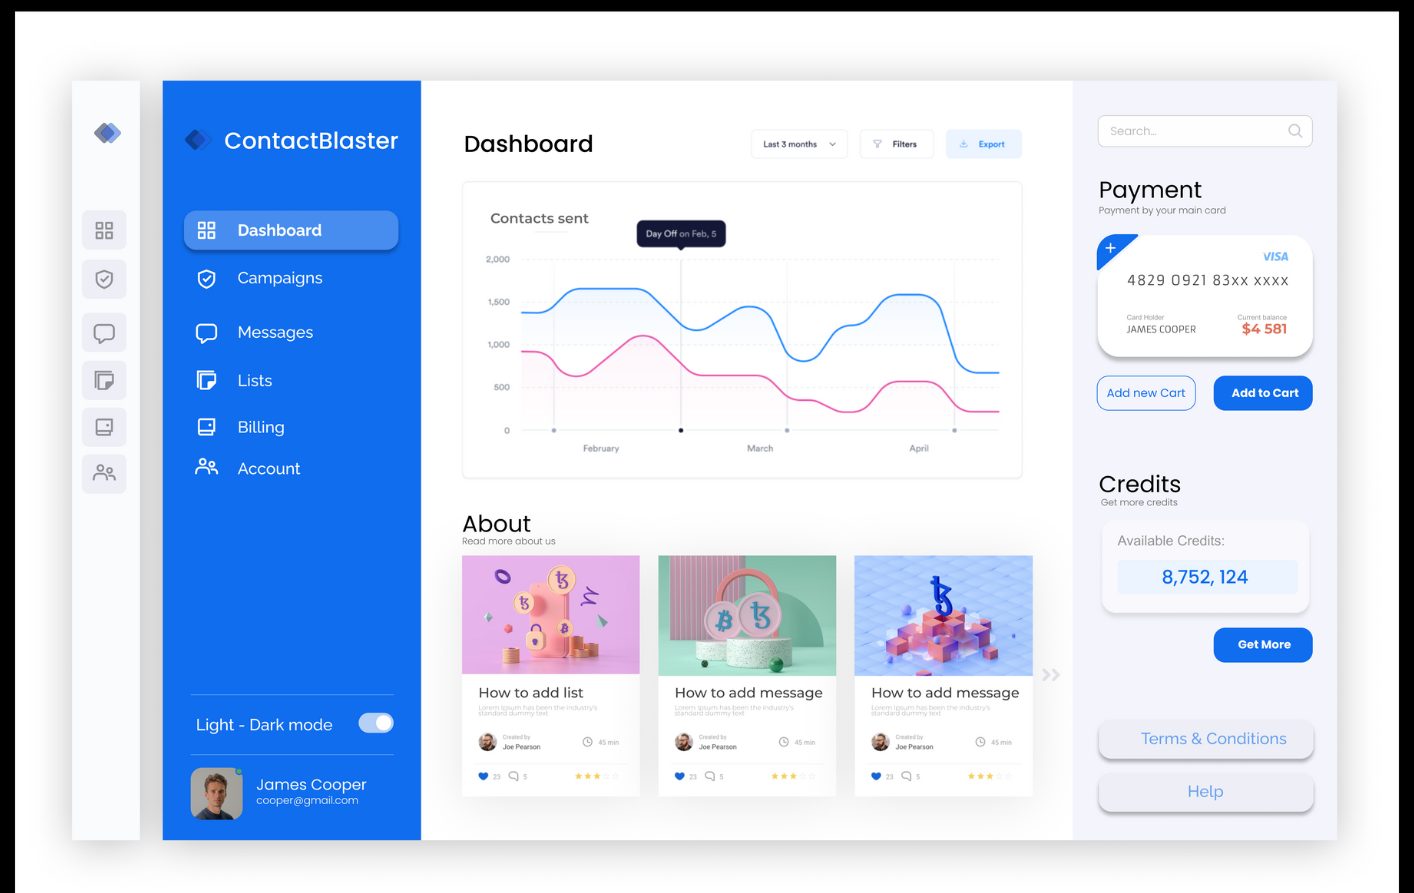 ContactBlaster
Dashboard
Campaigns
Messages
Lists
Billing
Account
Light - Dark mode
James Cooper
cooper@gmail.com
Dashboard
Last 3 months
Filters
Export
Contacts sent
Day Off on Feb, 5
2,000
1,500
1,000
500
0
February
March
April
About
Read more about us
How to add list
Lorem Ipsum has been the industry's
standard dummy text
Created by
Joe Pearson
45 min
23
5
How to add message
Lorem Ipsum has been the industry's
standard dummy text
Created by
Joe Pearson
45 min
23
5
How to add message
Lorem Ipsum has been the industry's
standard dummy text
Created by
Joe Pearson
45 min
23
5
Search..
Payment
Payment by your main card
VISA
4829 0921 83xx xxxx
Card Holder
JAMES COOPER
Current balance
$4 581
Add new Cart
Add to Cart
Credits
Get more credits
Available Credits:
8,752, 124
Get More
Terms & Conditions
Help